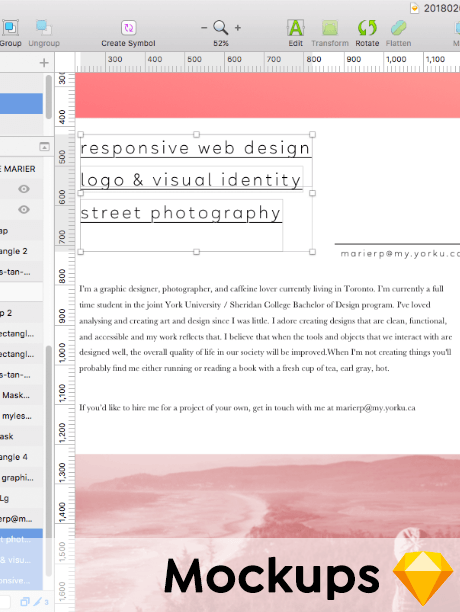 2018020
Group
Ungroup
Create Symbol
− 52% +
Edit
Transform
Rotate
Flatten
300 400 500 600 700 800 900 1,000 1,100
300
400
500
600
700
800
900
1,000
1,100
1,200
1,300
1,400
1,500
1,600
E MARIER
ap
angle 2
s-tan-...
p 2
ectangl...
ectangl...
s-tan-...
myles...
ask
angle 4
graphi...
Lg
arierp@m...
t phot...
& visu...
onsive...
3
responsive web design
logo & visual identity
street photography
marierp@my.yorku.c
I'm a graphic designer, photographer, and caffeine lover currently living in Toronto. I'm currently a full
time student in the joint York University / Sheridan College Bachelor of Design program. I've loved
analysing and creating art and design since I was little. I adore creating designs that are clean, functional,
and accessible and my work reflects that. I believe that when the tools and objects that we interact with are
designed well, the overall quality of life in our society will be improved.When I'm not creating things you'll
probably find me either running or reading a book with a fresh cup of tea, earl gray, hot.
If you'd like to hire me for a project of your own, get in touch with me at marierp@my.yorku.ca
Mockups